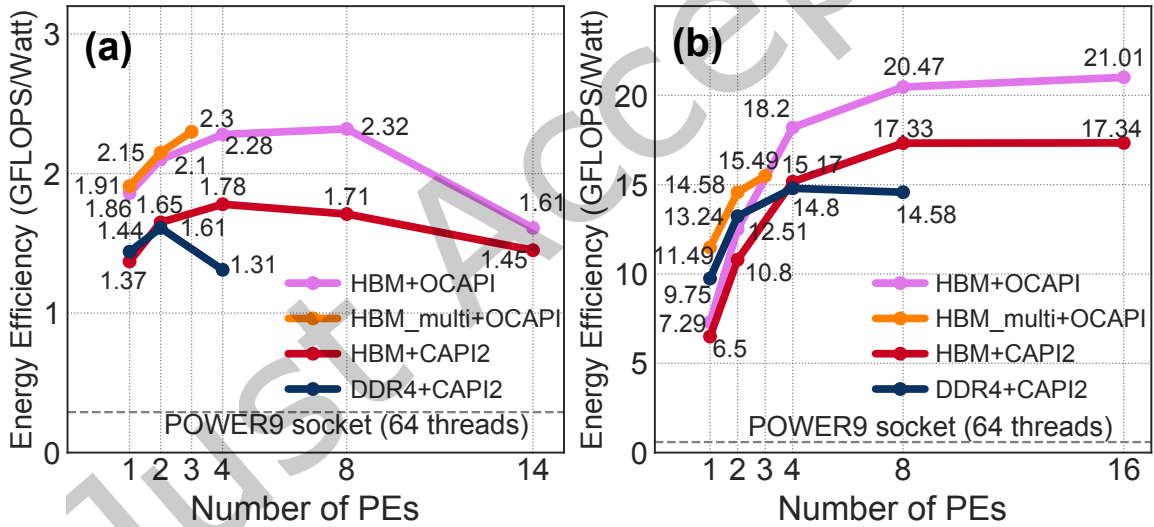 (a)
Energy Efficiency (GFLOPS/Watt)
3
2
1
0
1.91
2.15
2.3
1.86
2.1
2.28
2.32
1.61
1.44
1.65
1.78
1.71
1.45
1.37
1.61
1.31
HBM+OCAPI
HBM_multi+OCAPI
HBM+CAPI2
DDR4+CAPI2
POWER9 socket (64 threads)
1 2 3 4 8 14
Number of PEs
(b)
Energy Efficiency (GFLOPS/Watt)
20
15
10
5
0
21.01
20.47
18.2
17.33
17.34
15.49
15.17
14.58
14.8
14.58
13.24
12.51
11.49
10.8
9.75
7.29
6.5
HBM+OCAPI
HBM_multi+OCAPI
HBM+CAPI2
DDR4+CAPI2
POWER9 socket (64 threads)
1 2 3 4 8 16
Number of PEs
Just Accep